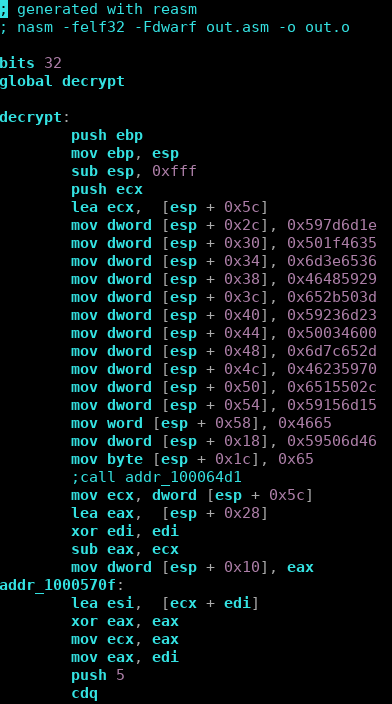 ; generated with reasm
; nasm -felf32 -Fdwarf out.asm -o out.o
bits 32
global decrypt
decrypt:
push ebp
mov ebp, esp
sub esp, 0xfff
push ecx
lea ecx,  [esp + 0x5c]
mov dword [esp + 0x2c], 0x597d6d1e
mov dword [esp + 0x30], 0x501f4635
mov dword [esp + 0x34], 0x6d3e6536
mov dword [esp + 0x38], 0x46485929
mov dword [esp + 0x3c], 0x652b503d
mov dword [esp + 0x40], 0x59236d23
mov dword [esp + 0x44], 0x50034600
mov dword [esp + 0x48], 0x6d7c652d
mov dword [esp + 0x4c], 0x46235970
mov dword [esp + 0x50], 0x6515502c
mov dword [esp + 0x54], 0x59156d15
mov word [esp + 0x58], 0x4665
mov dword [esp + 0x18], 0x59506d46
mov byte [esp + 0x1c], 0x65
;call addr_100064d1
mov ecx, dword [esp + 0x5c]
lea eax,  [esp + 0x28]
xor edi, edi
sub eax, ecx
mov dword [esp + 0x10], eax
addr_1000570f:
lea esi,  [ecx + edi]
xor eax, eax
mov ecx, eax
mov eax, edi
push 5
cdq